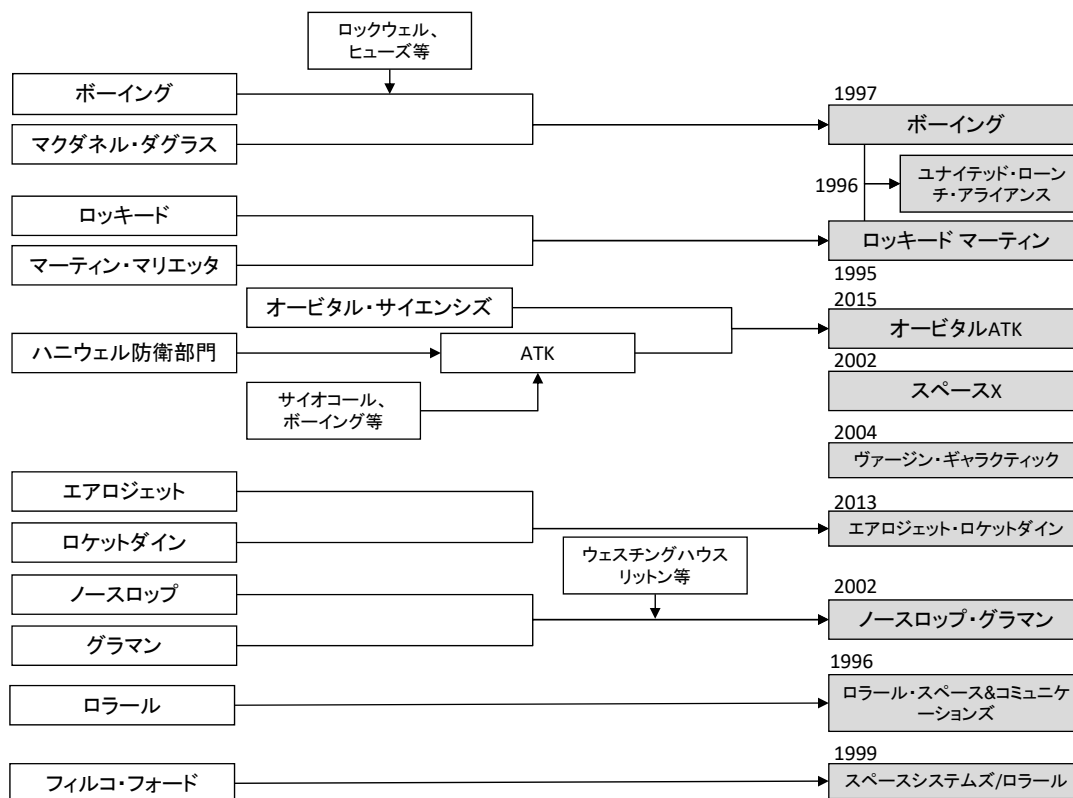 ロックウェル、
ヒューズ等
ボーイング
マクダネル・ダグラス
1997
ボーイング
1996
ユナイテッド・ローン
チ・アライアンス
ロッキード
マーティン・マリエッタ
ロッキード マーティン
1995
オービタル・サイエンシズ
2015
オービタルATK
ハニウェル防衛部門
ATK
サイオコール、
ボーイング等
2002
スペースX
2004
ヴァージン・ギャラクティック
エアロジェット
ロケットダイン
2013
エアロジェット・ロケットダイン
ウェスチングハウス
リットン等
ノースロップ
グラマン
2002
ノースロップ・グラマン
ロラール
1996
ロラール・スペース&コミュニケ
ーションズ
フィルコ・フォード
1999
スペースシステムズ/ロラール